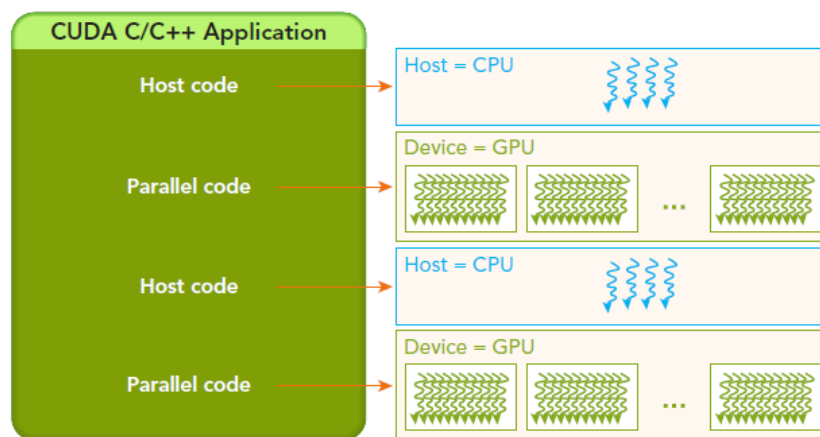 CUDA C/C++ Application
Host code
Host = CPU
Parallel code
Device = GPU
...
Host code
Host = CPU
Parallel code
Device = GPU
...